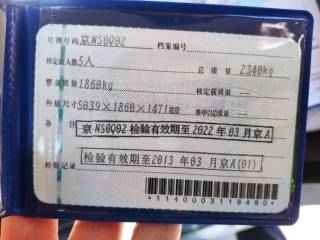 号牌号码 京NS0Q02 档案编号
核定载人数 5人 总质量 2340kg
整备质量 1860kg 核定载质量 --
外廓尺寸 5039×1860×1471mm 准牵引总质量 --
备注 京NS0Q02检验有效期至2022年03月京A
检验记录 检验有效期至2013年03月京A(01)
*1140003119490*